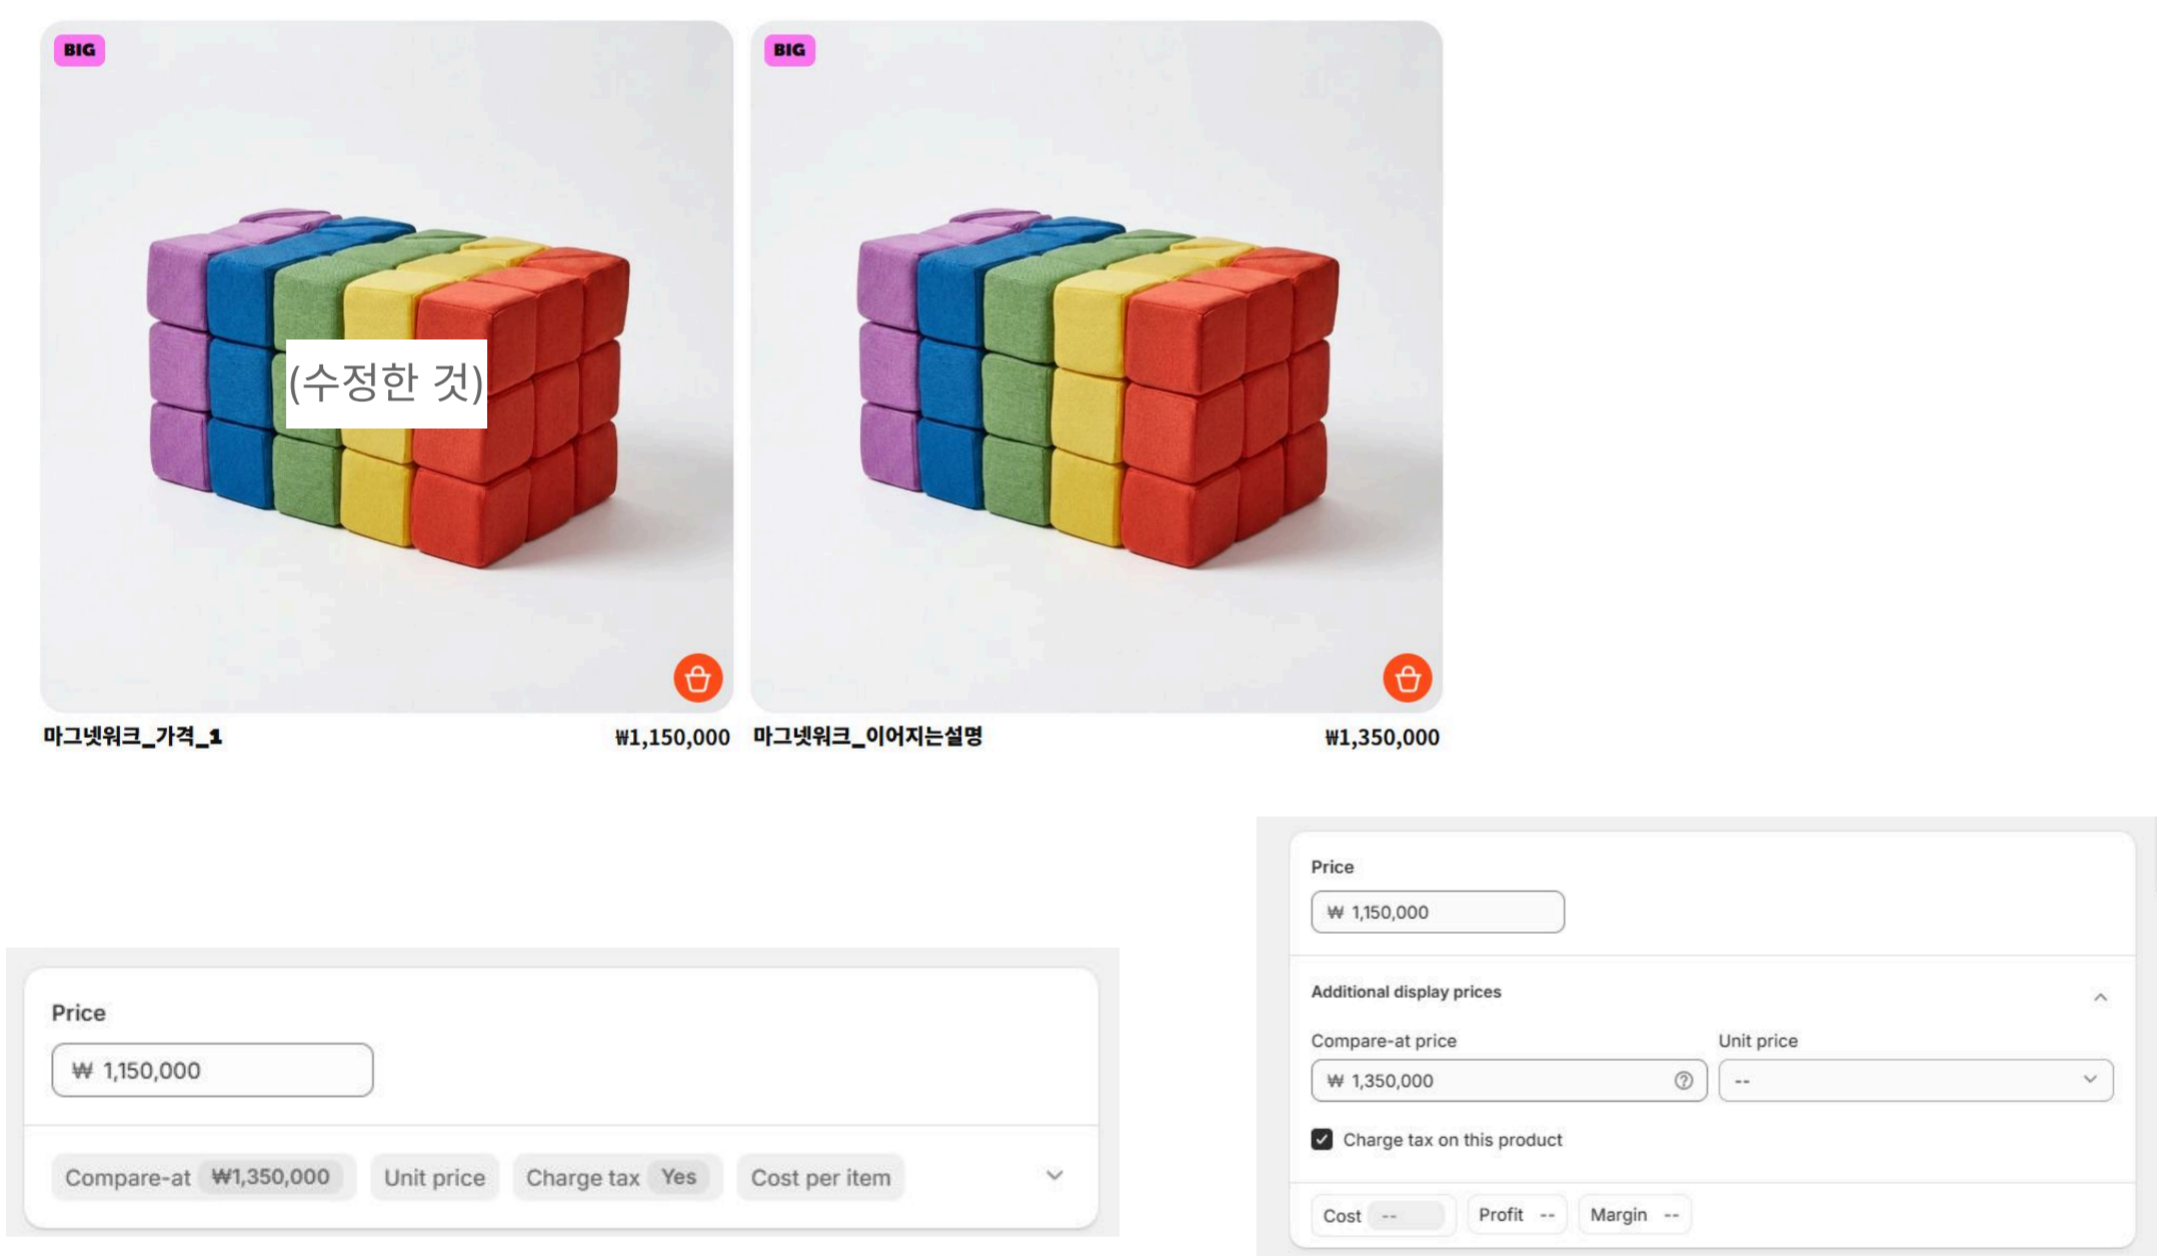 BIG
BIG
(수정한 것)
마그넷워크_가격_1
₩1,150,000
마그넷워크_이어지는설명
₩1,350,000
Price
₩ 1,150,000
Compare-at ₩1,350,000
Unit price
Charge tax Yes
Cost per item
Price
₩ 1,150,000
Additional display prices
Compare-at price
Unit price
₩ 1,350,000
--
Charge tax on this product
Cost --
Profit --
Margin --